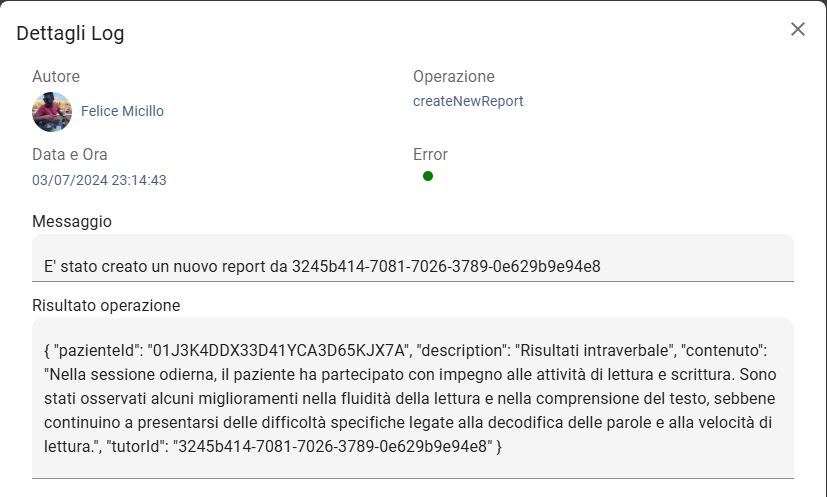 Dettagli Log
Autore
Operazione
Felice Micillo
createNewReport
Data e Ora
Error
03/07/2024 23:14:43
Messaggio
E' stato creato un nuovo report da 3245b414-7081-7026-3789-0e629b9e94e8
Risultato operazione
{ "pazienteId": "01J3K4DDX33D41YCA3D65KJX7A", "description": "Risultati intraverbale", "contenuto":
"Nella sessione odierna, il paziente ha partecipato con impegno alle attività di lettura e scrittura. Sono
stati osservati alcuni miglioramenti nella fluidità della lettura e nella comprensione del testo, sebbene
continuino a presentarsi delle difficoltà specifiche legate alla decodifica delle parole e alla velocità di
lettura.", "tutorId": "3245b414-7081-7026-3789-0e629b9e94e8" }